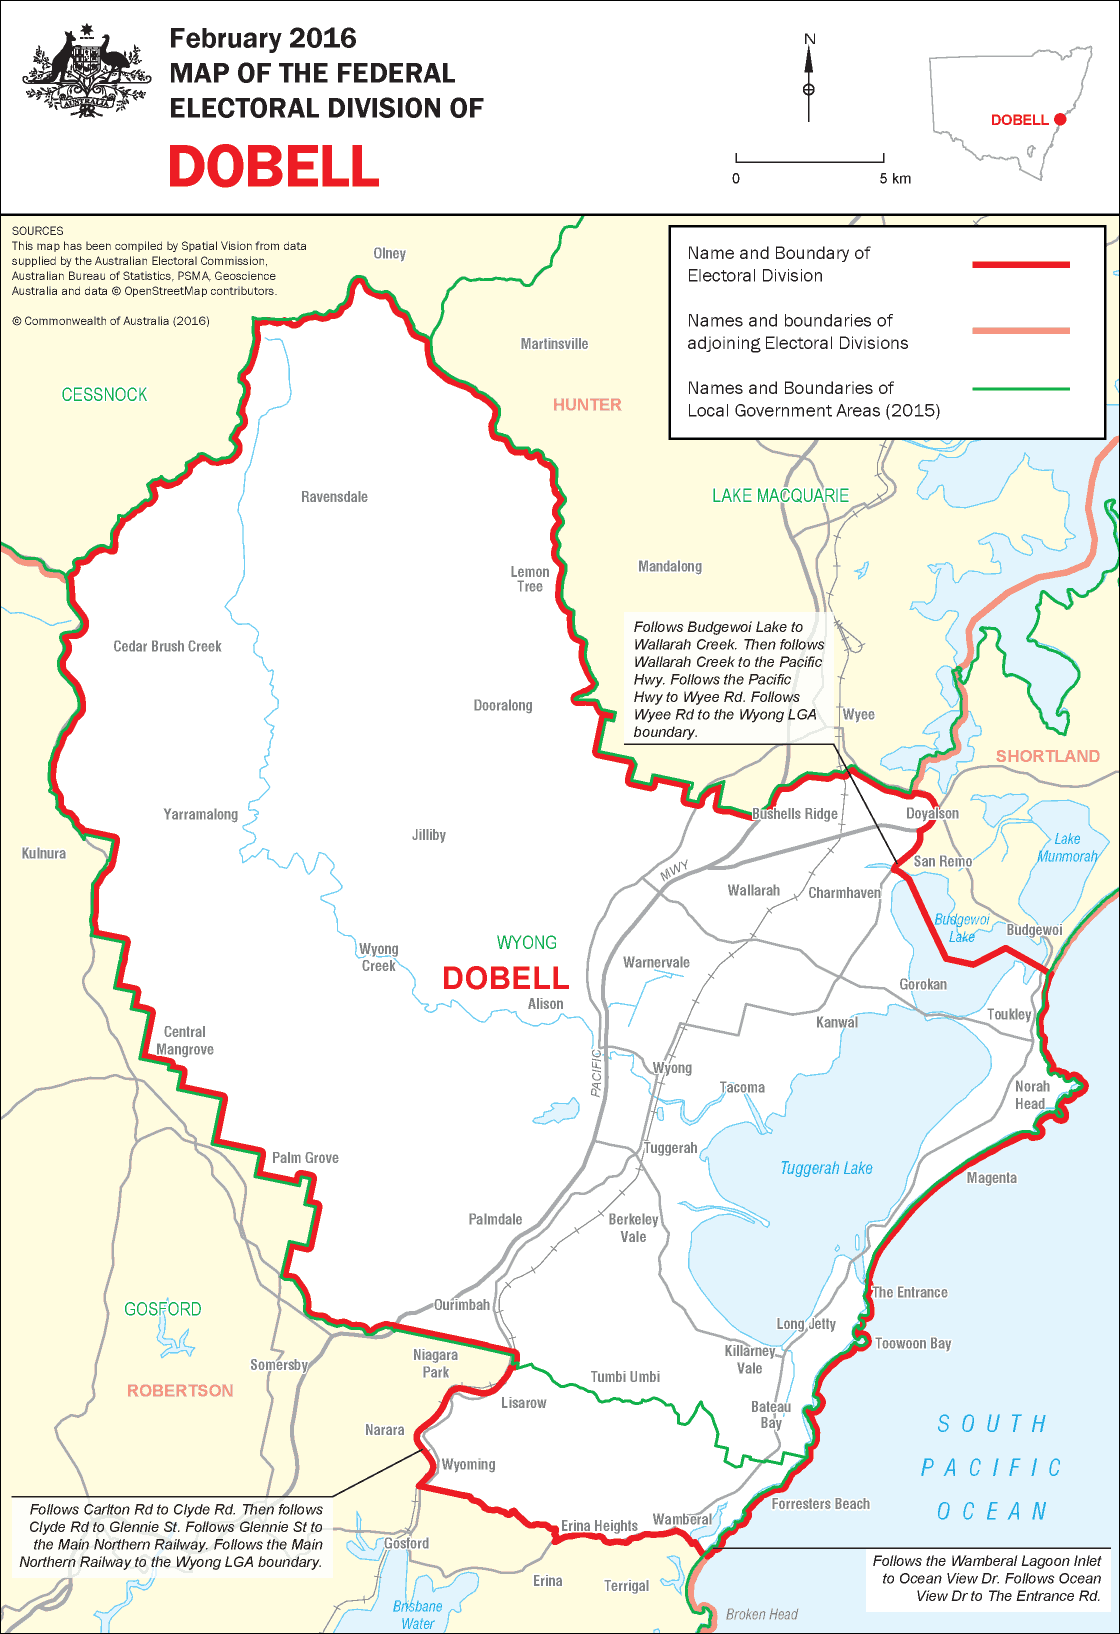 February 2016
MAP OF THE FEDERAL
ELECTORAL DIVISION OF
DOBELL
AUSTRALIA
N
0
5 km
DOBELL
SOURCES
This map has been compiled by Spatial Vision from data
supplied by the Australian Electoral Commission,
Australian Bureau of Statistics, PSMA, Geoscience
Australia and data © OpenStreetMap contributors.
© Commonwealth of Australia (2016)
Name and Boundary of
Electoral Division
Names and boundaries of
adjoining Electoral Divisions
Names and Boundaries of
Local Government Areas (2015)
Olney
Martinsville
CESSNOCK
HUNTER
Ravensdale
LAKE MACQUARIE
Lemon
Tree
Mandalong
Cedar Brush Creek
Follows Budgewoi Lake to
Wallarah Creek. Then follows
Wallarah Creek to the Pacific
Hwy. Follows the Pacific
Hwy to Wyee Rd. Follows
Wyee Rd to the Wyong LGA
boundary.
Dooralong
Wyee
SHORTLAND
Yarramalong
Bushells Ridge
Doyalson
Jilliby
Lake
Munmorah
Kulnura
San Remo
MWY
Wallarah
Charmhaven
Budgewoi
Lake
Budgewoi
WYONG
Wyong
Creek
DOBELL
Warnervale
Gorokan
Alison
Toukley
Kanwal
Central
Mangrove
PACIFIC
Wyong
Tacoma
Norah
Head
Tuggerah
Palm Grove
Tuggerah Lake
Magenta
Palmdale
Berkeley
Vale
GOSFORD
Ourimbah
The Entrance
Long Jetty
Toowoon Bay
Somersby
Niagara
Park
Killarney
Vale
Tumbi Umbi
ROBERTSON
Lisarow
Bateau
Bay
Narara
SOUTH
PACIFIC
OCEAN
Wyoming
Follows Carlton Rd to Clyde Rd. Then follows
Clyde Rd to Glennie St. Follows Glennie St to
the Main Northern Railway. Follows the Main
Northern Railway to the Wyong LGA boundary.
Forresters Beach
Erina Heights
Wamberal
Gosford
Follows the Wamberal Lagoon Inlet
to Ocean View Dr. Follows Ocean
View Dr to The Entrance Rd.
Erina
Terrigal
Brisbane
Water
Broken Head